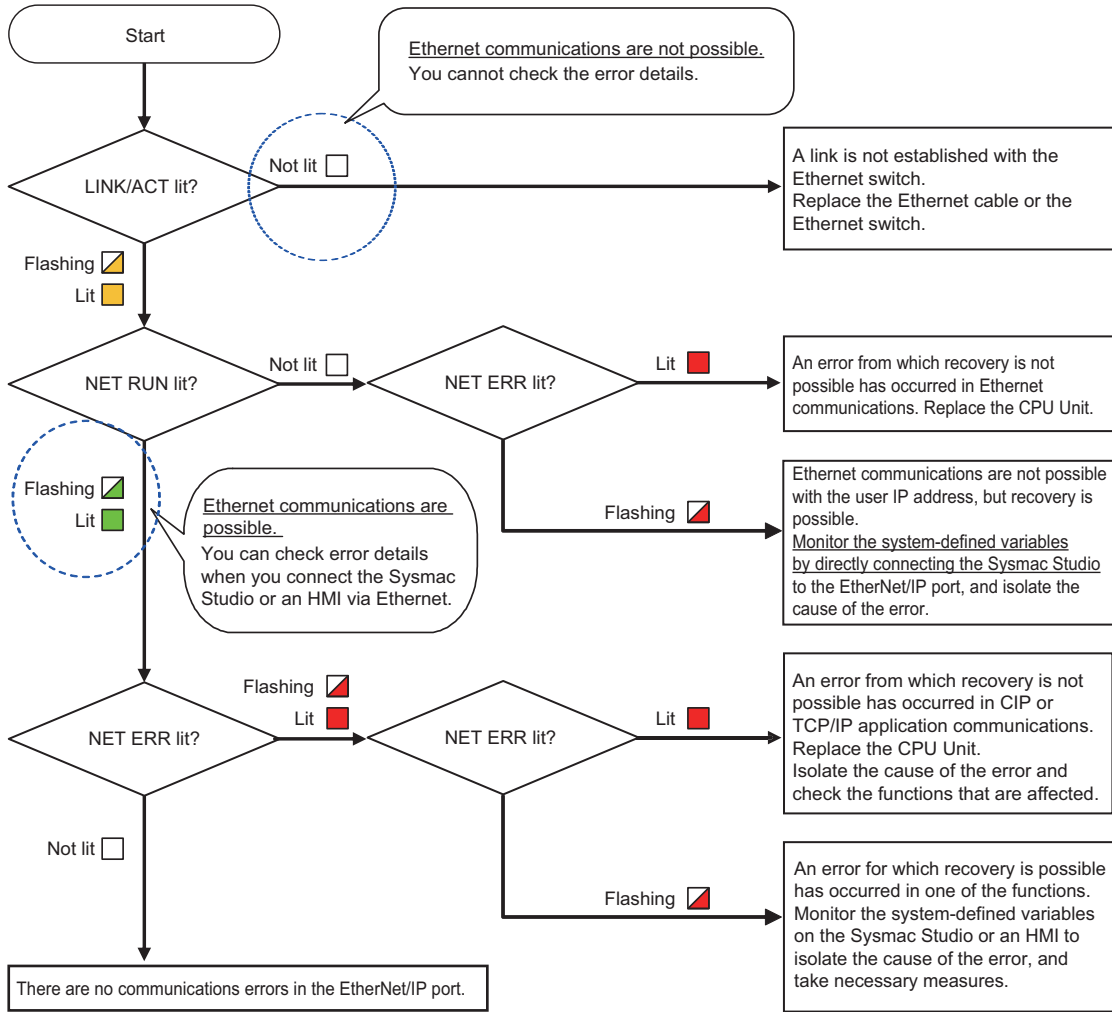 Start
Ethernet communications are not possible.
You cannot check the error details.
LINK/ACT lit?
Not lit
A link is not established with the
Ethernet switch.
Replace the Ethernet cable or the
Ethernet switch.
Flashing
Lit
NET RUN lit?
Not lit
NET ERR lit?
Lit
An error from which recovery is not
possible has occurred in Ethernet
communications. Replace the CPU Unit.
Flashing
Lit
Ethernet communications are
possible.
You can check error details
when you connect the Sysmac
Studio or an HMI via Ethernet.
Flashing
Ethernet communications are not possible
with the user IP address, but recovery is
possible.
Monitor the system-defined variables
by directly connecting the Sysmac Studio
to the EtherNet/IP port, and isolate the
cause of the error.
NET ERR lit?
Flashing
Lit
NET ERR lit?
Lit
An error from which recovery is not
possible has occurred in CIP or
TCP/IP application communications.
Replace the CPU Unit.
Isolate the cause of the error and
check the functions that are affected.
Not lit
Flashing
An error for which recovery is possible
has occurred in one of the functions.
Monitor the system-defined variables
on the Sysmac Studio or an HMI to
isolate the cause of the error, and
take necessary measures.
There are no communications errors in the EtherNet/IP port.